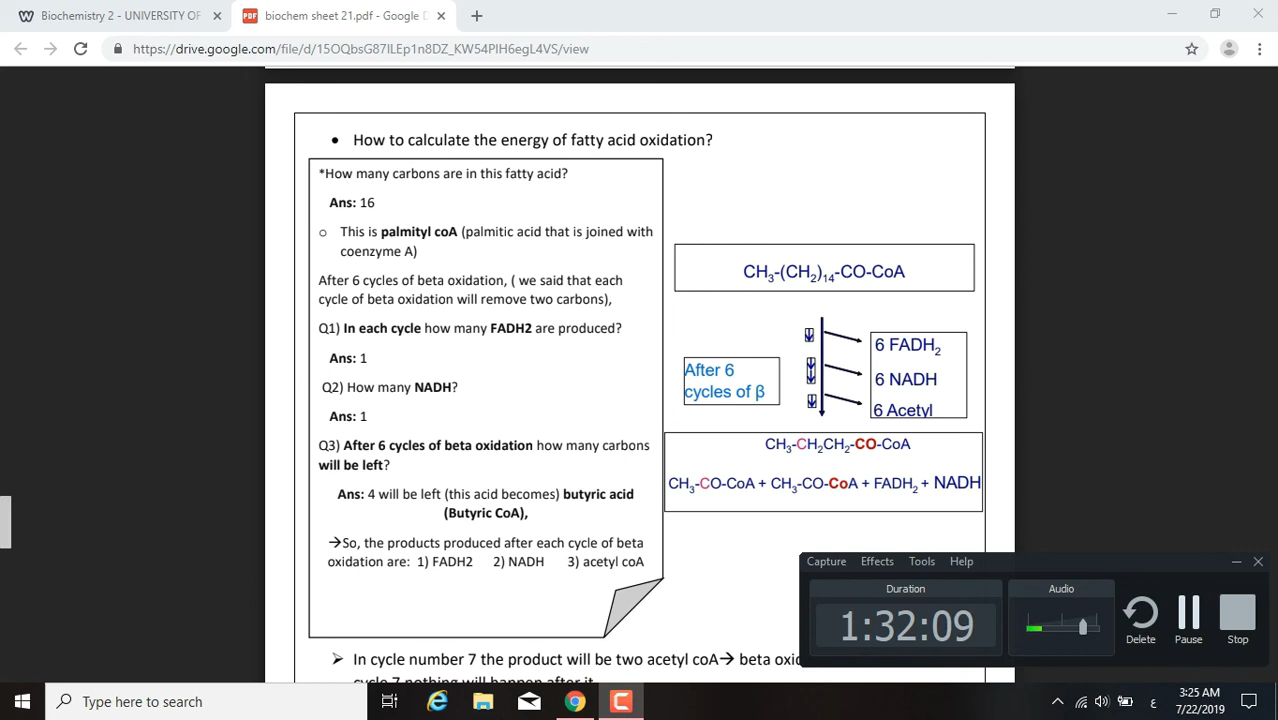 Biochemistry 2 - UNIVERSITY OF
biochem sheet 21.pdf - Google D
https://drive.google.com/file/d/15OQbsG87ILEp1n8DZ_KW54PlH6egL4VS/view
• How to calculate the energy of fatty acid oxidation?
*How many carbons are in this fatty acid?
Ans: 16
o This is palmityl coA (palmitic acid that is joined with
coenzyme A)
After 6 cycles of beta oxidation, ( we said that each
cycle of beta oxidation will remove two carbons),
Q1) In each cycle how many FADH2 are produced?
Ans: 1
Q2) How many NADH?
Ans: 1
Q3) After 6 cycles of beta oxidation how many carbons
will be left?
Ans: 4 will be left (this acid becomes) butyric acid
(Butyric CoA),
→So, the products produced after each cycle of beta
oxidation are: 1) FADH2 2) NADH 3) acetyl coA
CH3-(CH2)14-CO-CoA
After 6
cycles of β
6 FADH2
6 NADH
6 Acetyl
CH3-CH2CH2-CO-CoA
CH3-CO-CoA + CH3-CO-CoA + FADH2 + NADH
➢ In cycle number 7 the product will be two acetyl coA→ beta oxid
cycle 7 nothing will happen after it
Capture Effects Tools Help
Duration
Audio
1:32:09
Delete
Pause
Stop
Type here to search
ع
3:25 AM
7/22/2019